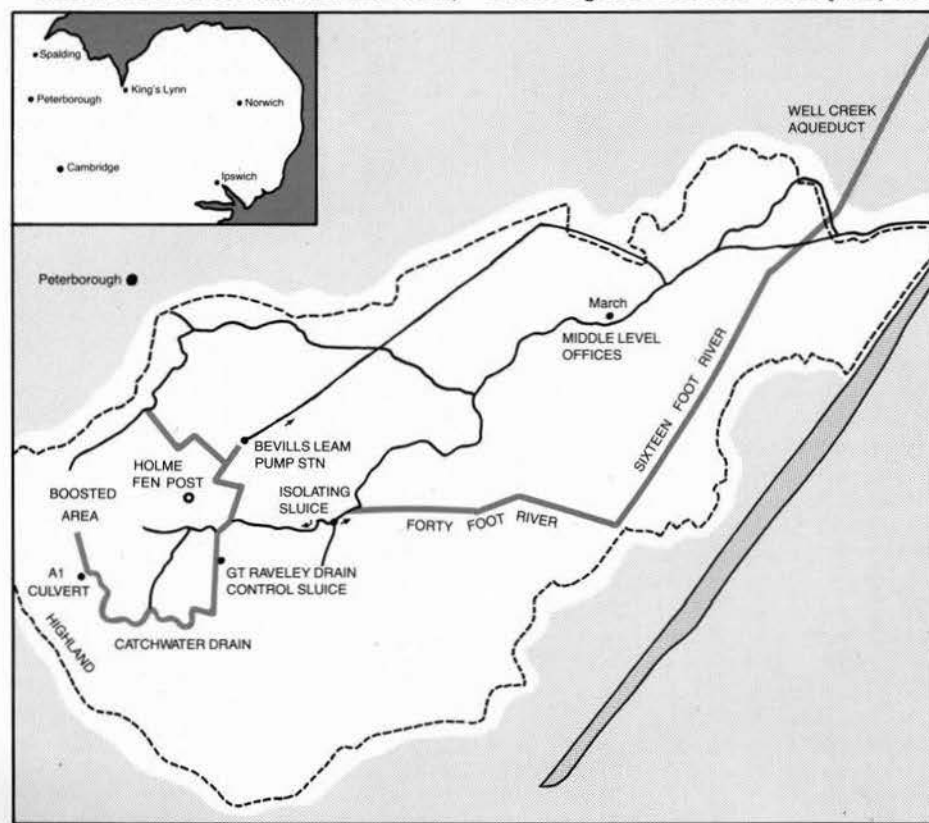 Spalding
King's Lynn
Peterborough
Norwich
Cambridge
Ipswich
WELL CREEK
AQUEDUCT
Peterborough
March
MIDDLE LEVEL
OFFICES
SIXTEEN FOOT RIVER
BEVILLS LEAM
PUMP STN
HOLME
FEN POST
ISOLATING
SLUICE
BOOSTED
AREA
FORTY FOOT RIVER
A1
CULVERT
GT RAVELEY DRAIN
CONTROL SLUICE
HIGHLAND
CATCHWATER DRAIN